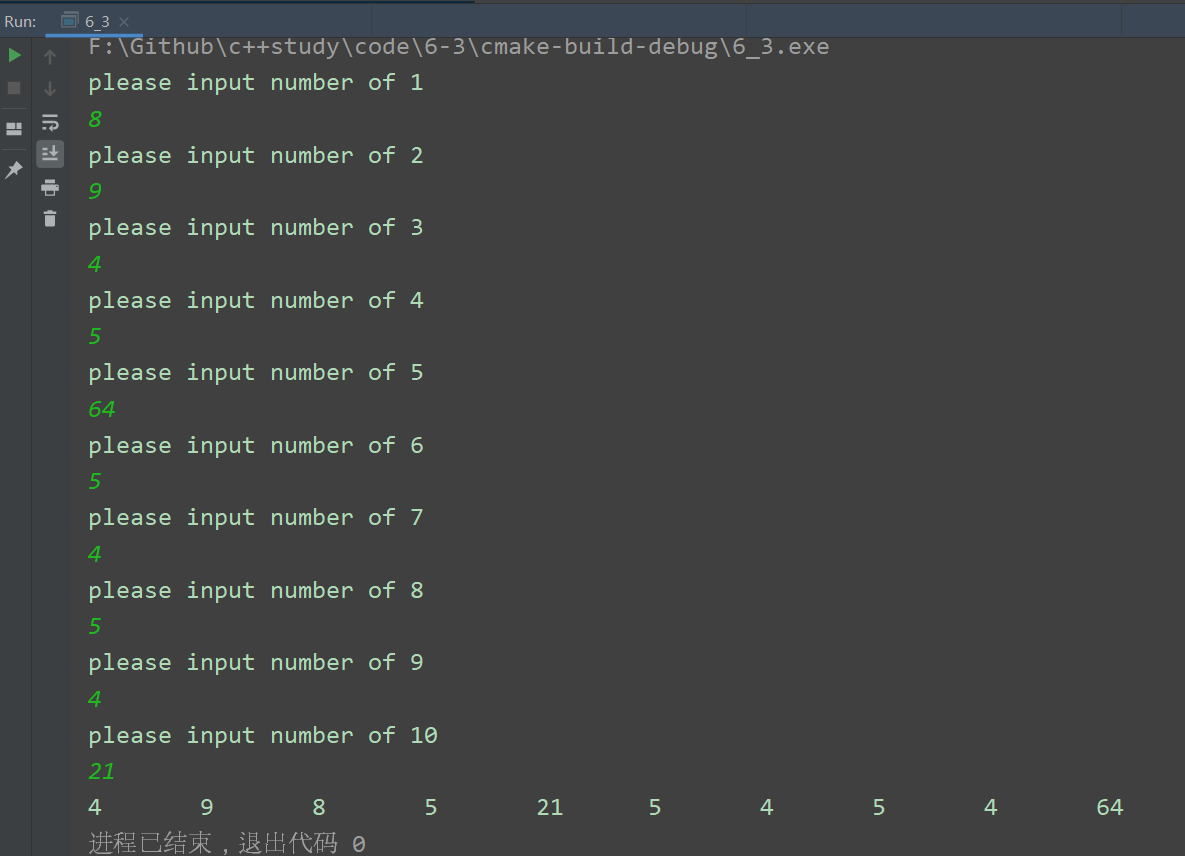 Run: 6_3
F:\Github\c++study\code\6-3\cmake-build-debug\6_3.exe
please input number of 1
8
please input number of 2
9
please input number of 3
4
please input number of 4
5
please input number of 5
64
please input number of 6
5
please input number of 7
4
please input number of 8
5
please input number of 9
4
please input number of 10
21
4 9 8 5 21 5 4 5 4 64
进程已结束，退出代码 0